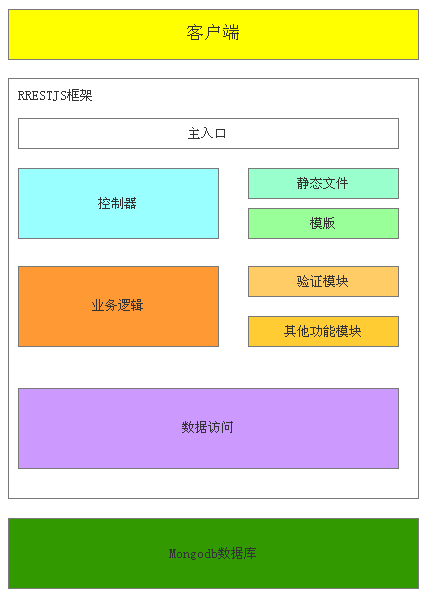 客户端
RRESTJS框架
主入口
控制器
静态文件
模版
业务逻辑
验证模块
其他功能模块
数据访问
Mongodb数据库